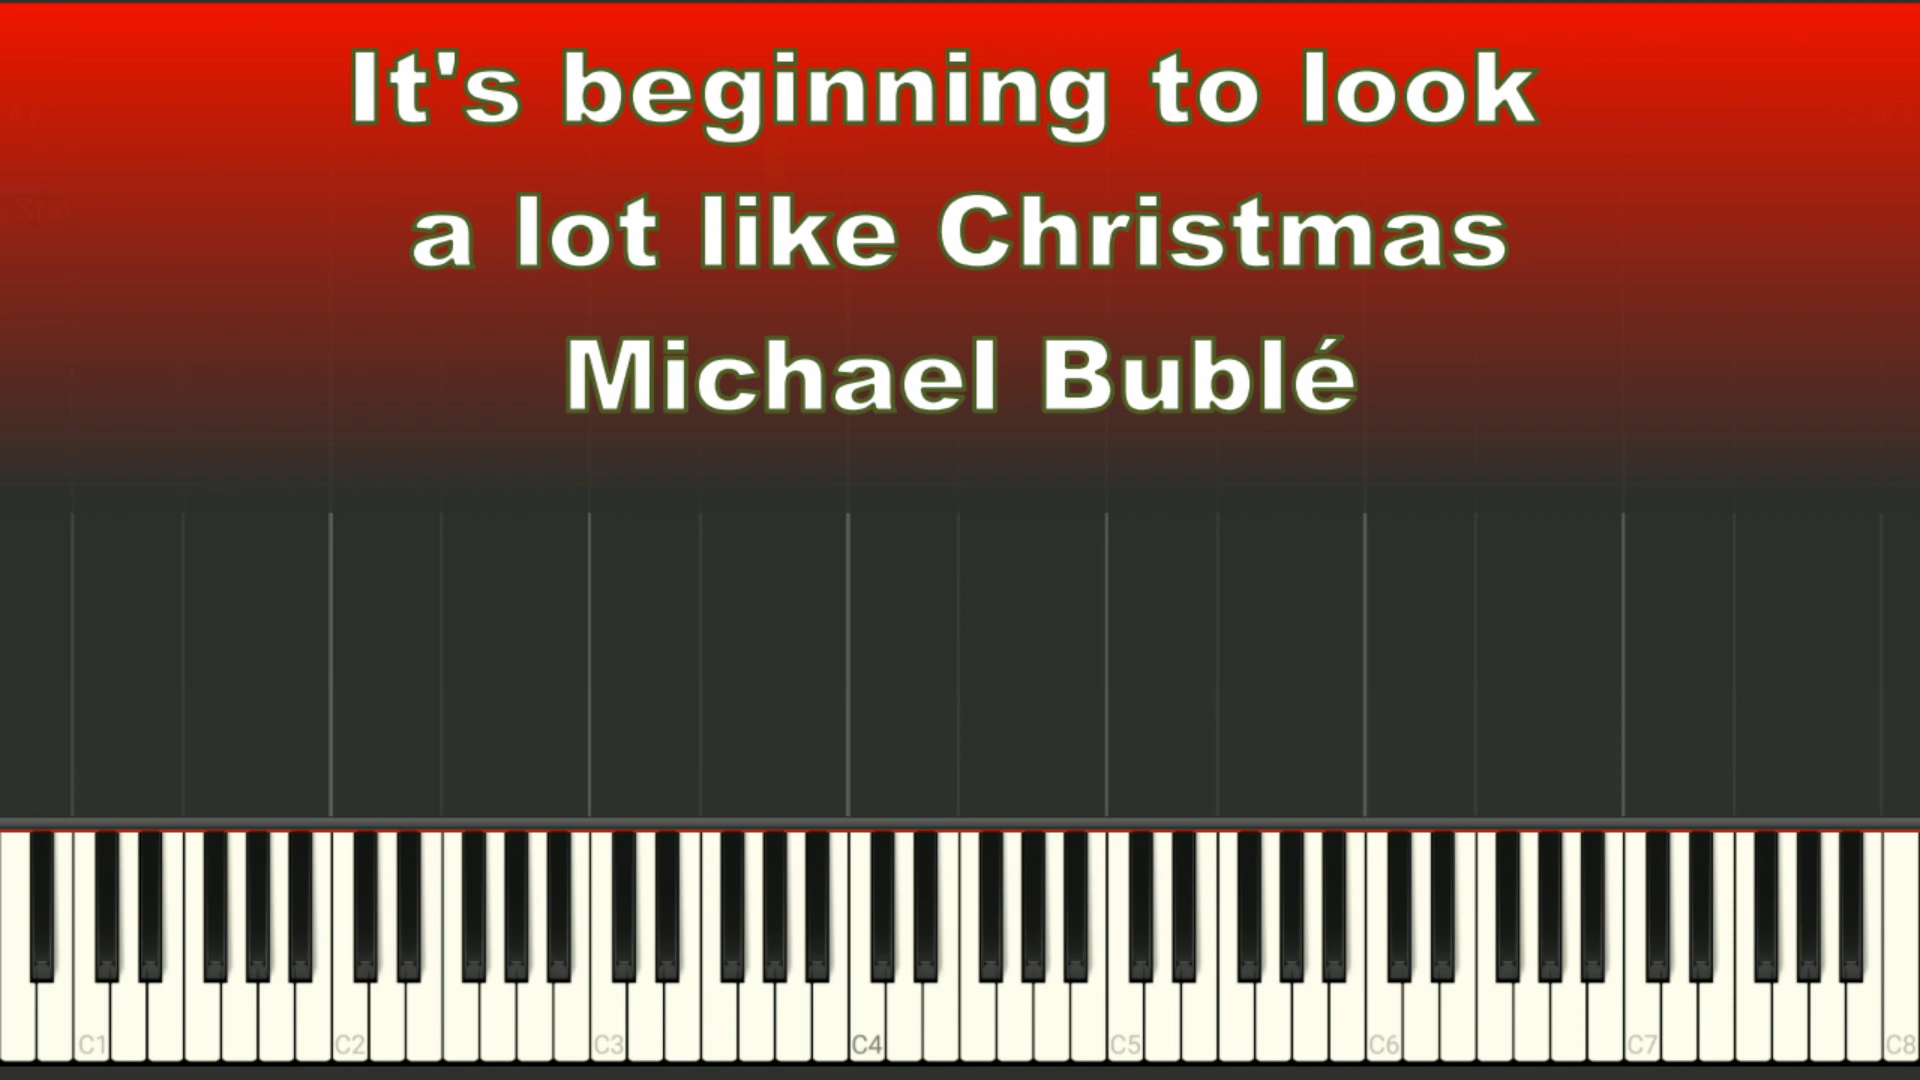 It's beginning to look
a lot like Christmas
Michael Bublé
C1 C2 C3 C4 C5 C6 C7 C8